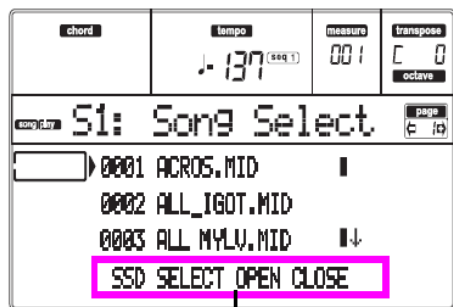 chord tempo measure transpose
♩= 137 seq 1 001 C 0
octave
song play S1: Song Select page
0001 ACROS.MID
0002 ALL_IGOT.MID
0003 ALL MYLV.MID
SSD SELECT OPEN CLOSE